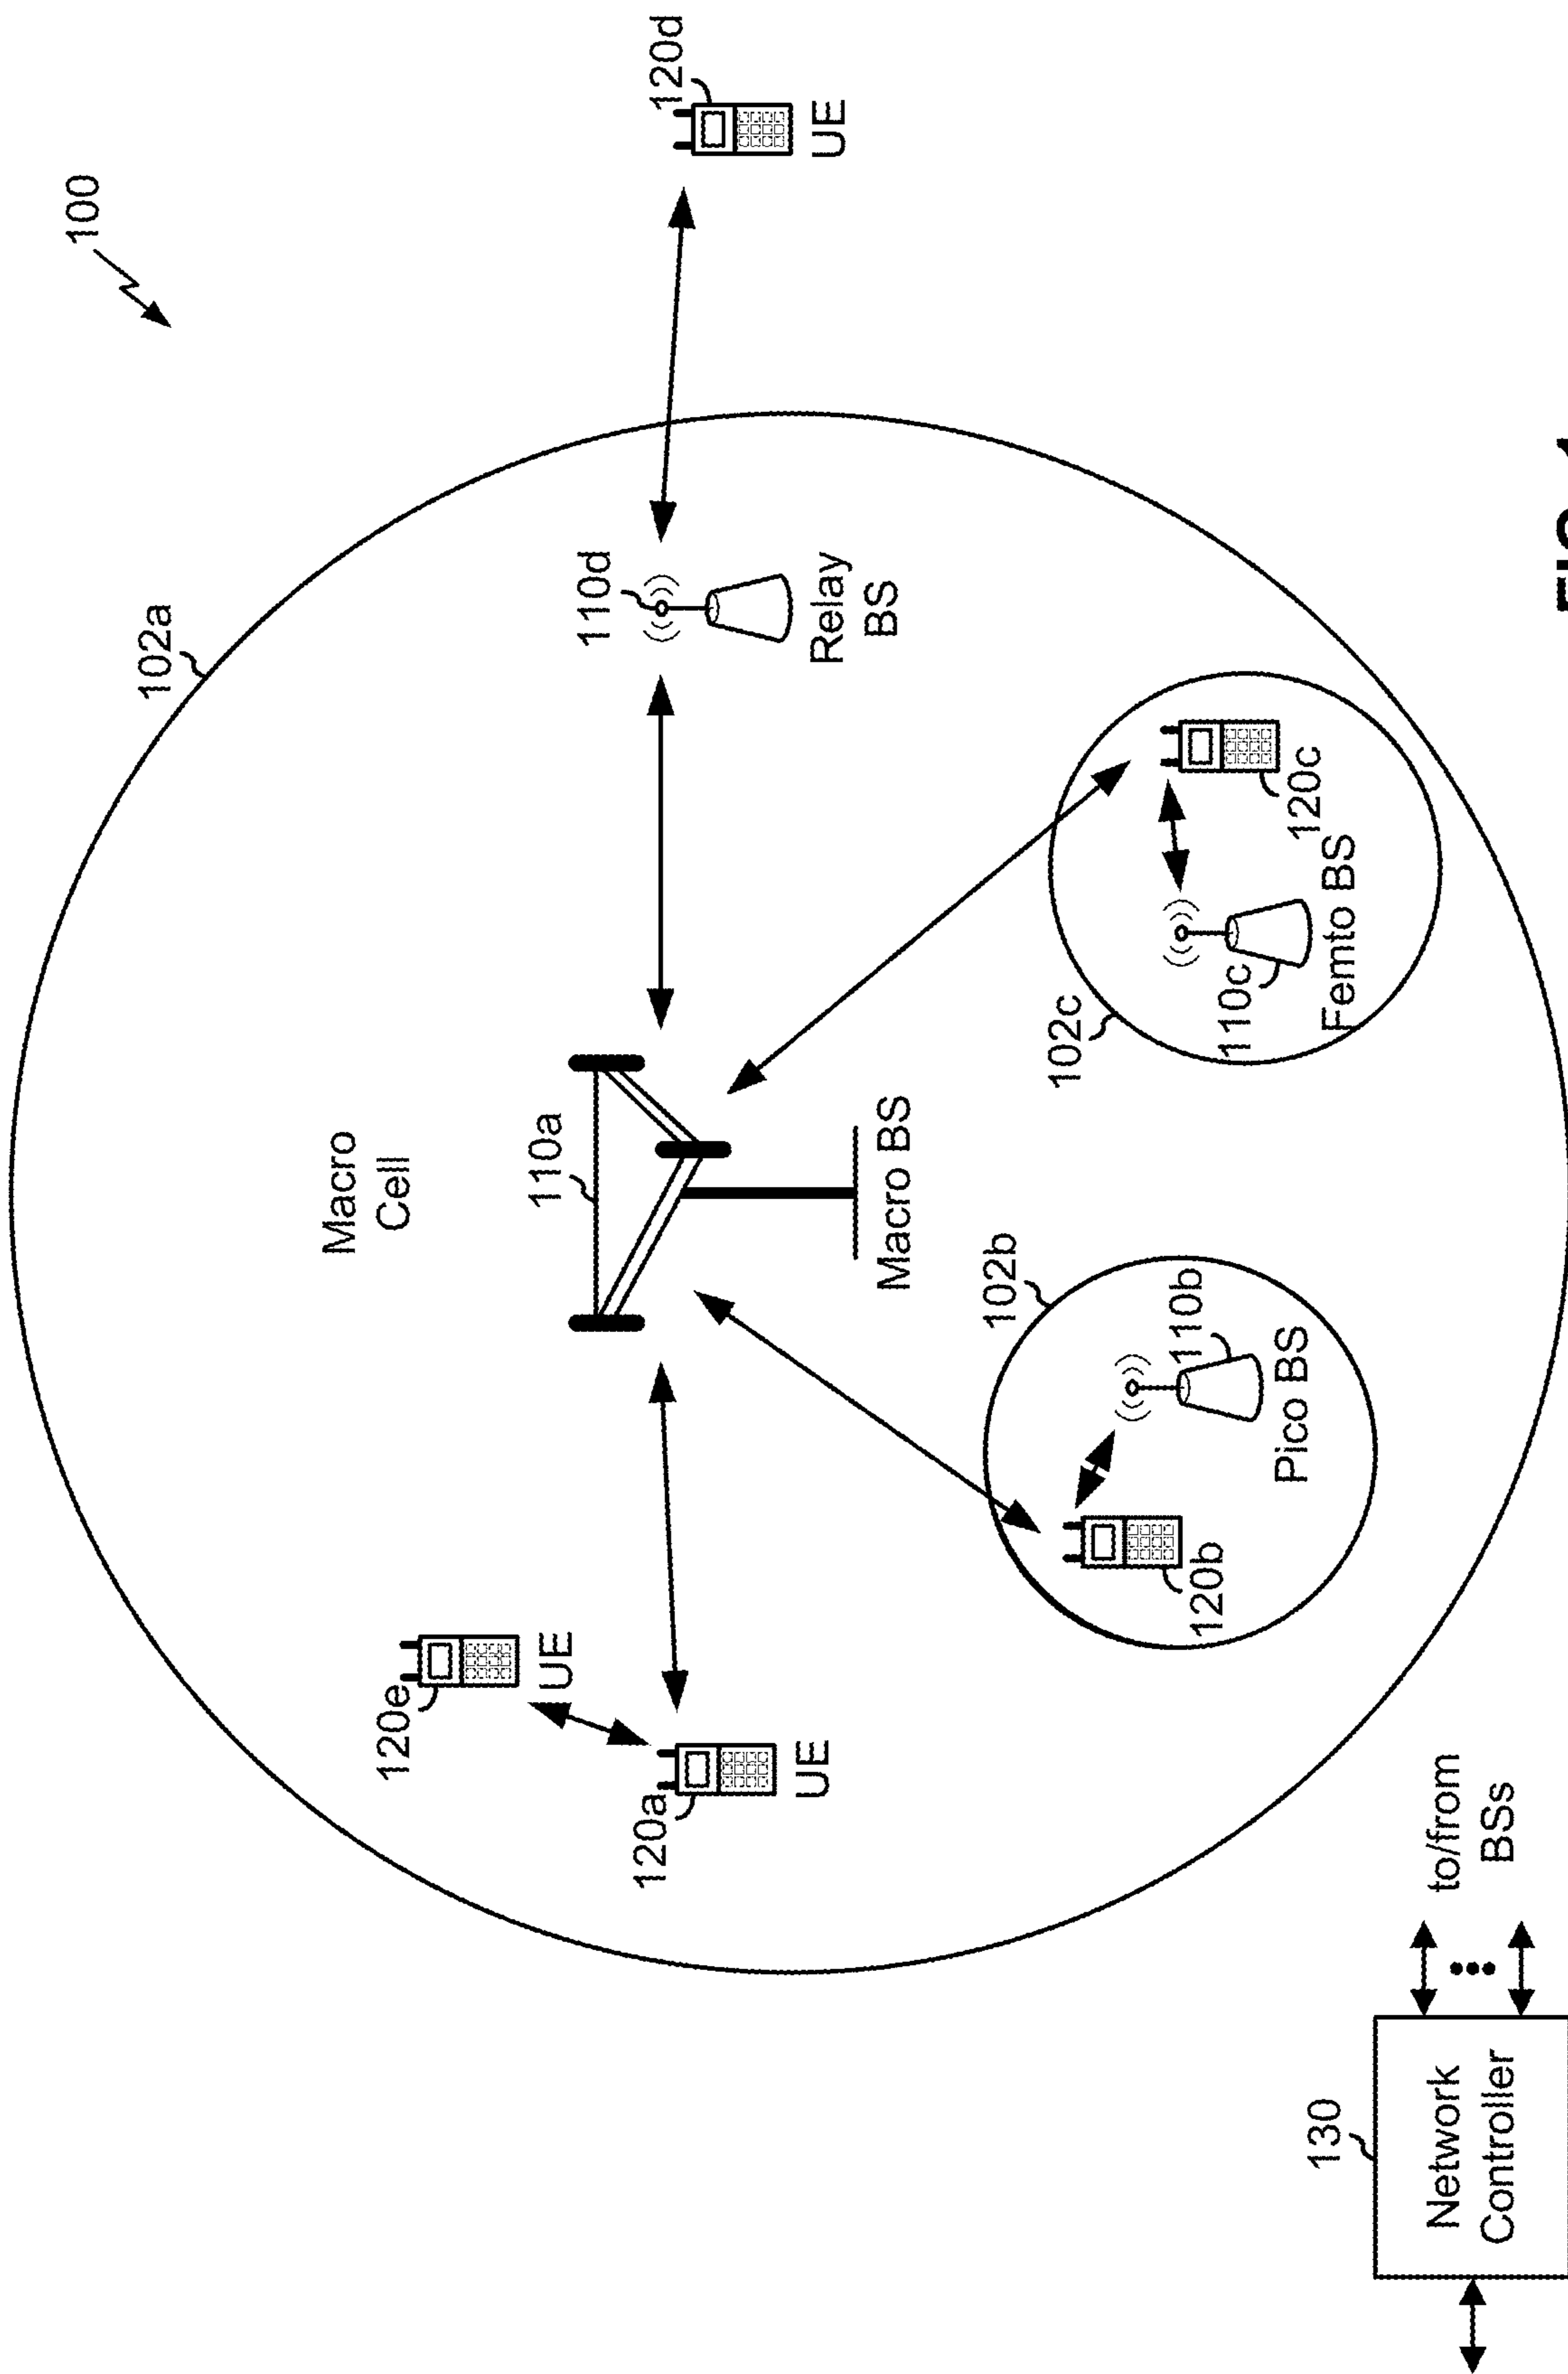 100
102a
Macro
Cell
110a
110d
120d
120e
UE
120a
UE
Macro BS
Relay
BS
UE
102b
120b
110b
Pico BS
102c
110c
120c
Femto BS
130
Network
Controller
to/from
BSs